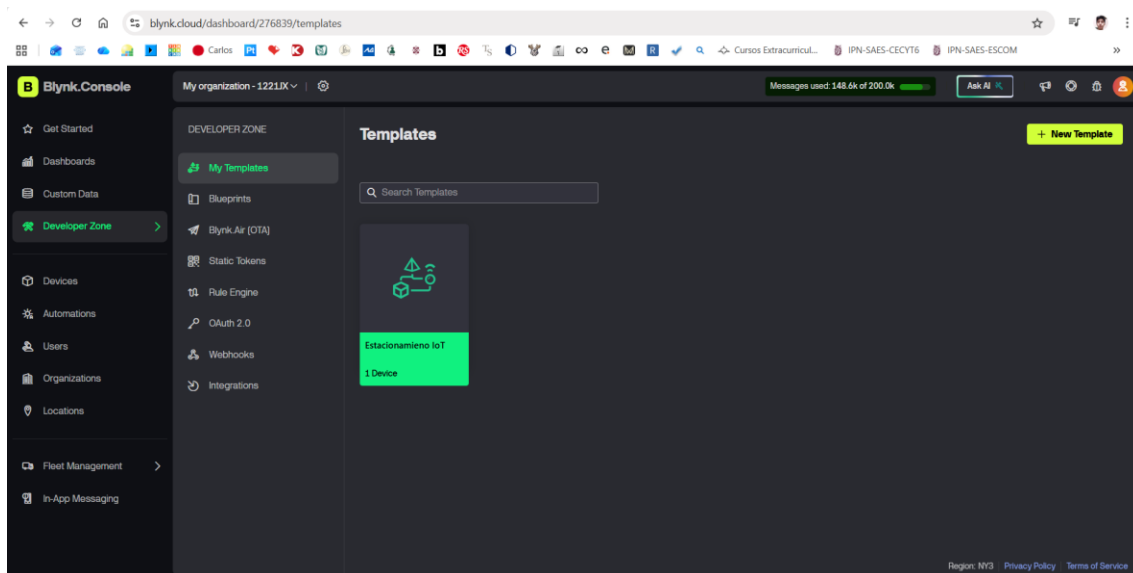 blynk.cloud/dashboard/276839/templates
Carlos
Cursos Extracurricul...
IPN-SAES-CECYT6
IPN-SAES-ESCOM
B Blynk.Console
My organization - 1221JX
Messages used: 148.6k of 200.0k
Ask AI
Get Started
Dashboards
Custom Data
Developer Zone
Devices
Automations
Users
Organizations
Locations
Fleet Management
In-App Messaging
DEVELOPER ZONE
My Templates
Blueprints
Blynk.Air (OTA)
Static Tokens
Rule Engine
OAuth 2.0
Webhooks
Integrations
Templates
+ New Template
Search Templates
Estacionamieno IoT
1 Device
Region: NY3 Privacy Policy Terms of Service